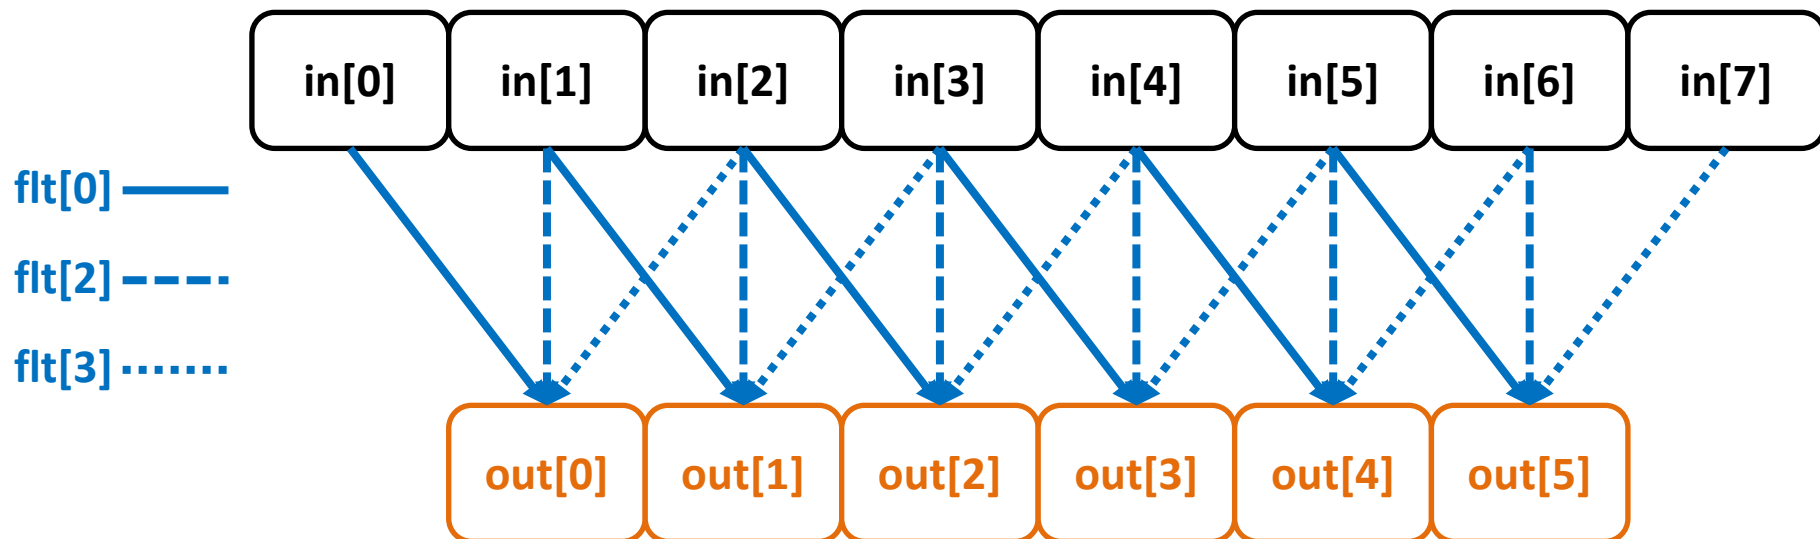 in[0] in[1] in[2] in[3] in[4] in[5] in[6] in[7]
flt[0]
flt[2]
flt[3]
out[0] out[1] out[2] out[3] out[4] out[5]